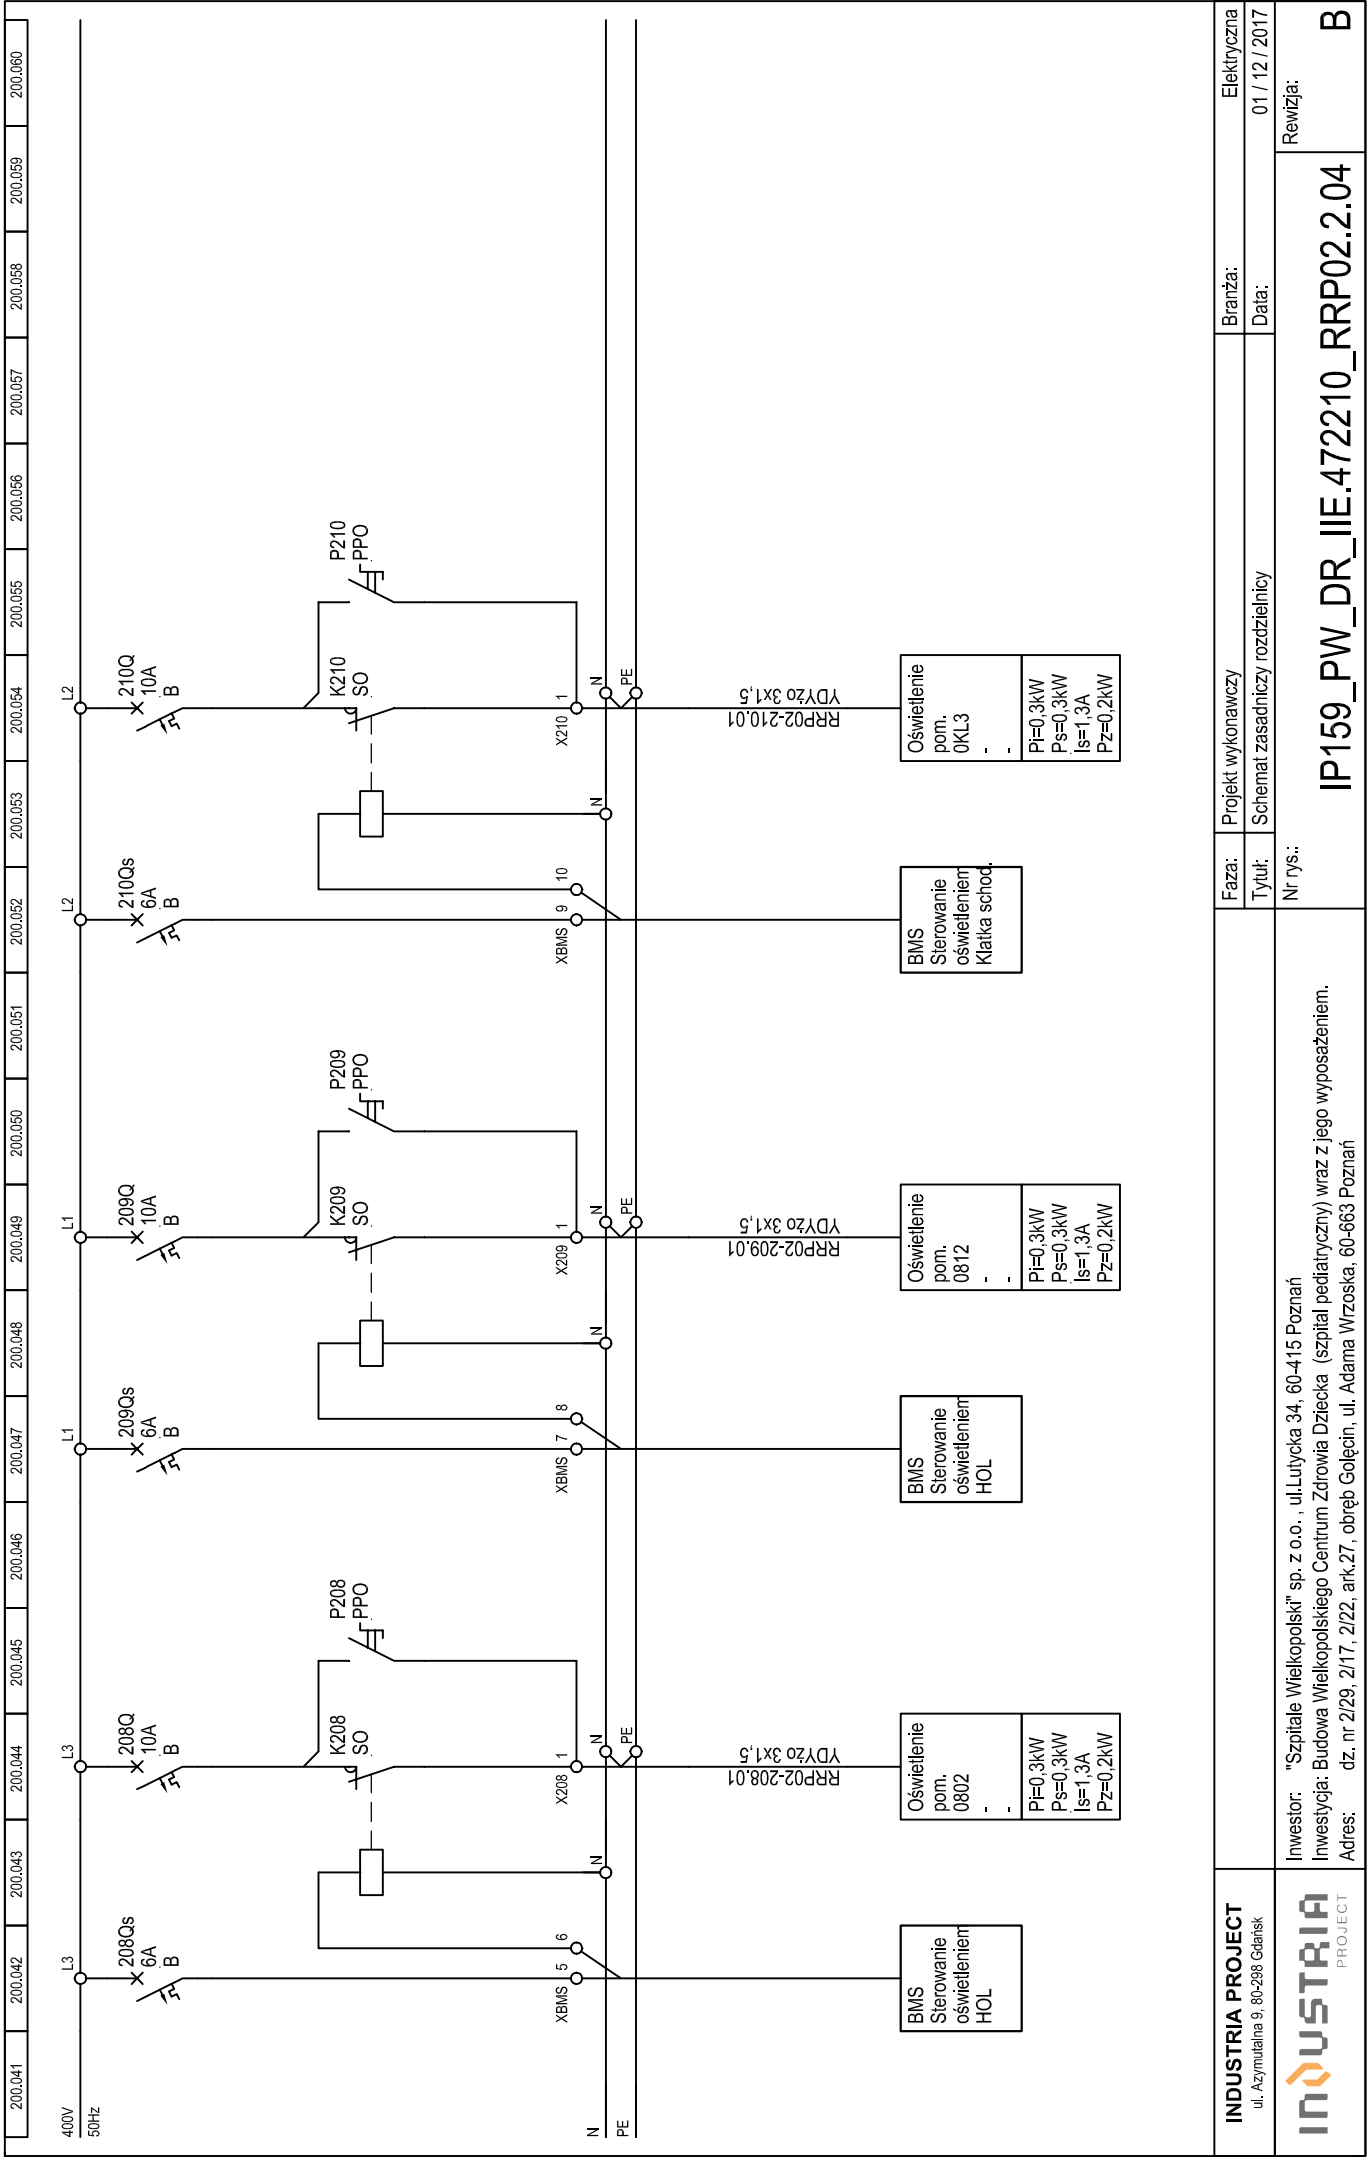 200.041 200.042 200.043 200.044 200.045 200.046 200.047 200.048 200.049 200.050 200.051 200.052 200.053 200.054 200.055 200.056 200.057 200.058 200.059 200.060
400V
50Hz
L3 L3 L1 L1 L2 L2
208Qs
6A
B
208Q
10A
B
209Qs
6A
B
209Q
10A
B
210Qs
6A
B
210Q
10A
B
K208
SO
P208
PPO
K209
SO
P209
PPO
K210
SO
P210
PPO
XBMS 5 6
X208 1
XBMS 7 8
X209 1
XBMS 9 10
X210 1
N N N N N N N
PE PE PE PE
RRP02-208.01
YDYżo 3x1,5
RRP02-209.01
YDYżo 3x1,5
RRP02-210.01
YDYżo 3x1,5
BMS
Sterowanie
oświetleniem
HOL
Oświetlenie
pom.
0802
-
-
Pi=0,3kW
Ps=0,3kW
Is=1,3A
Pz=0,2kW
BMS
Sterowanie
oświetleniem
HOL
Oświetlenie
pom.
0812
-
-
Pi=0,3kW
Ps=0,3kW
Is=1,3A
Pz=0,2kW
BMS
Sterowanie
oświetleniem
Klatka schod.
Oświetlenie
pom.
0KL3
-
-
Pi=0,3kW
Ps=0,3kW
Is=1,3A
Pz=0,2kW
INDUSTRIA PROJECT
ul. Azymutalna 9, 80-298 Gdańsk
INDUSTRIA
PROJECT
Inwestor: "Szpitale Wielkopolski" sp. z o.o. , ul.Lutycka 34, 60-415 Poznań
Inwestycja: Budowa Wielkopolskiego Centrum Zdrowia Dziecka (szpital pediatryczny) wraz z jego wyposażeniem.
Adres: dz. nr 2/29, 2/17, 2/22, ark.27, obręb Golęcin, ul. Adama Wrzoska, 60-663 Poznań
Faza: Projekt wykonawczy
Branża: Elektryczna
Tytuł: Schemat zasadniczy rozdzielnicy
Data: 01 / 12 / 2017
Nr rys.: IP159_PW_DR_IIE.472210_RRP02.2.04
Rewizja: B